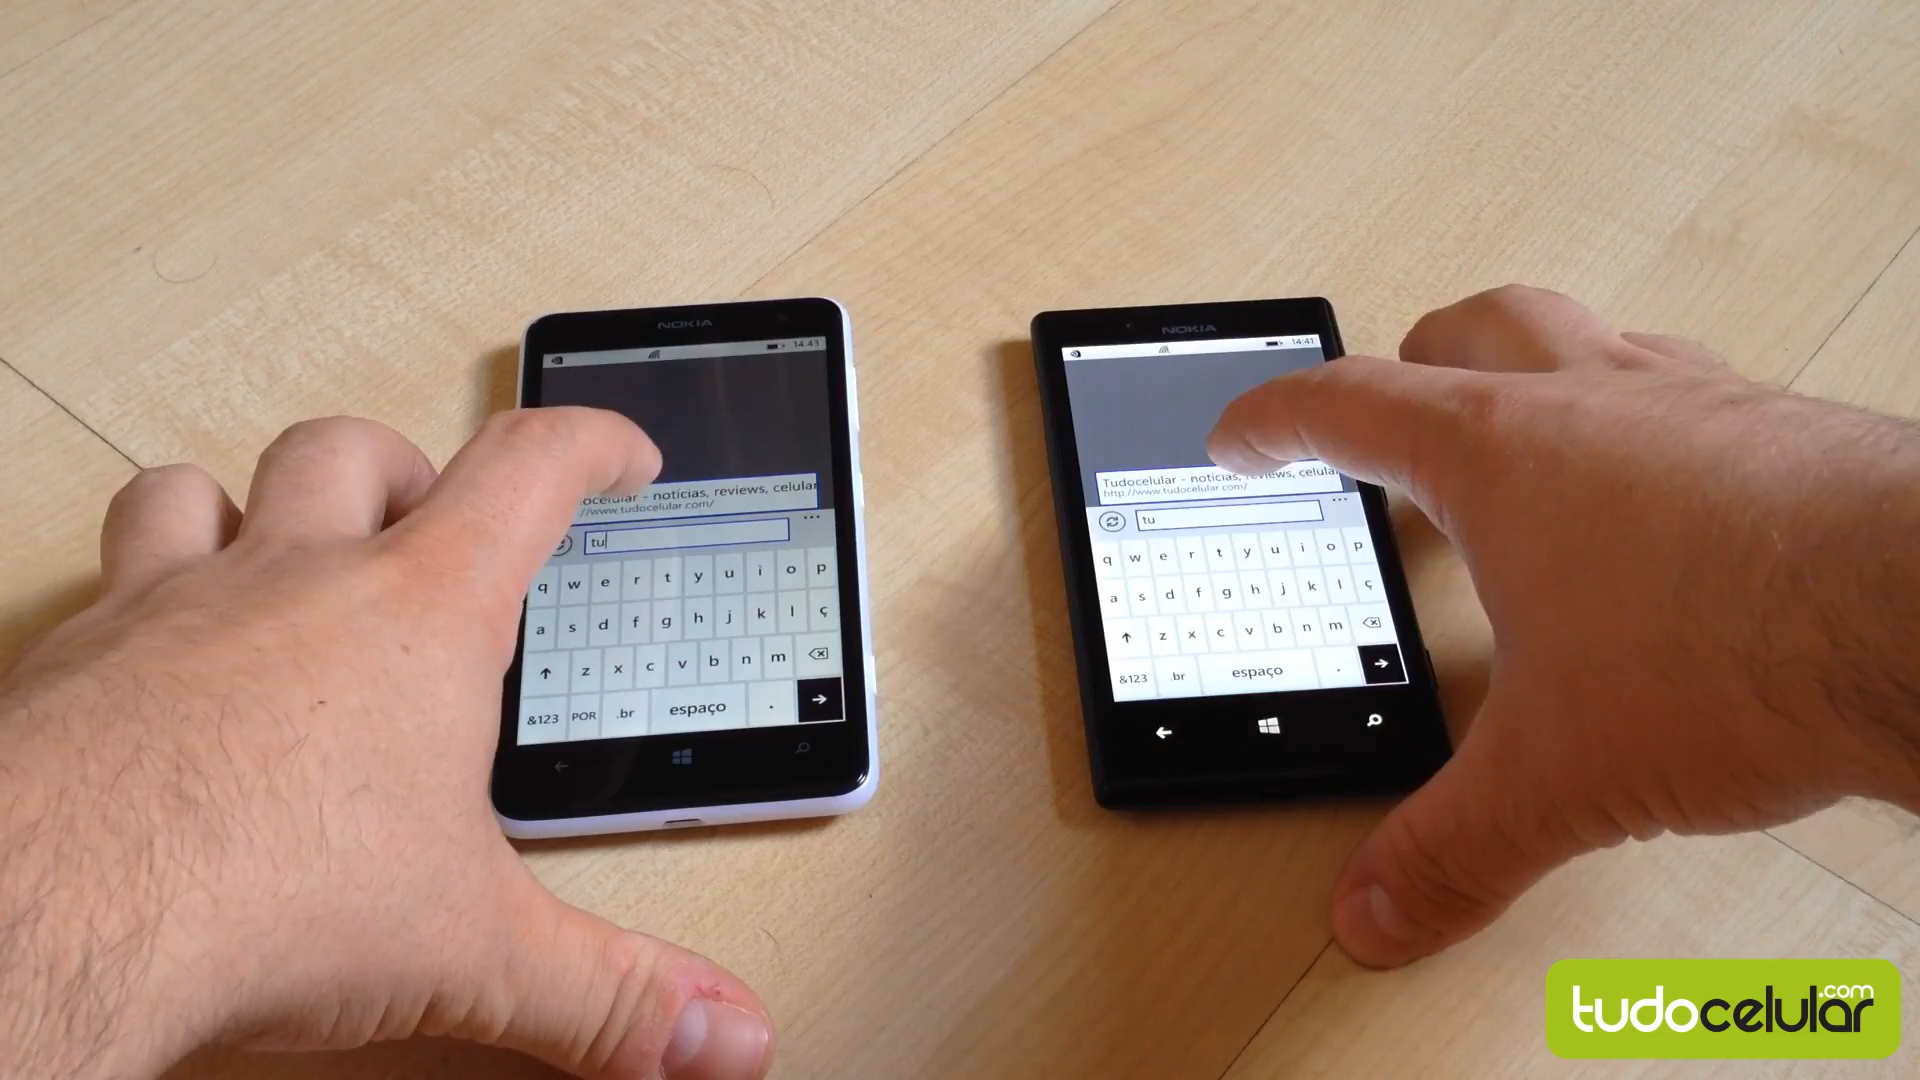 NOKIA
14:43
ocelular - notícias, reviews, celular
://www.tudocelular.com/
tu
...
q w e r t y u i o p
a s d f g h j k l ç
z x c v b n m
&123 POR .br espaço .
NOKIA
14:41
Tudocelular - notícias, reviews, celula
http://www.tudocelular.com/
tu
...
q w e r t y u i o p
a s d f g h j k l ç
z x c v b n m
&123 .br espaço .
tudocelular.com